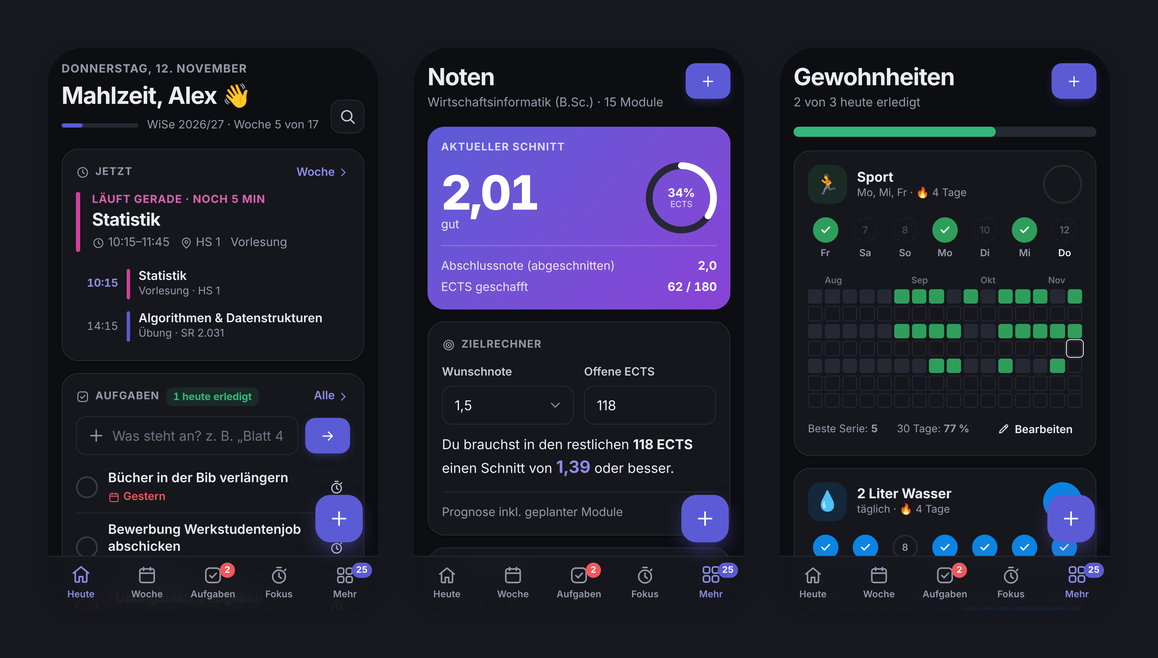 DONNERSTAG, 12. NOVEMBER
Mahlzeit, Alex 👋
WiSe 2026/27 · Woche 5 von 17
JETZT
Woche
LÄUFT GERADE · NOCH 5 MIN
Statistik
10:15–11:45 HS 1 Vorlesung
10:15
Statistik
Vorlesung · HS 1
14:15
Algorithmen & Datenstrukturen
Übung · SR 2.031
AUFGABEN
1 heute erledigt
Alle
Was steht an? z. B. „Blatt 4
Bücher in der Bib verlängern
Gestern
Bewerbung Werkstudentenjob
abschicken
Heute
Woche
2
Aufgaben
Fokus
25
Mehr
Noten
Wirtschaftsinformatik (B.Sc.) · 15 Module
AKTUELLER SCHNITT
2,01
gut
34%
ECTS
Abschlussnote (abgeschnitten) 2,0
ECTS geschafft 62 / 180
ZIELRECHNER
Wunschnote Offene ECTS
1,5 118
Du brauchst in den restlichen 118 ECTS
einen Schnitt von 1,39 oder besser.
Prognose inkl. geplanter Module
Heute
Woche
2
Aufgaben
Fokus
25
Mehr
Gewohnheiten
2 von 3 heute erledigt
Sport
Mo, Mi, Fr · 🔥 4 Tage
7 8 10 12
Fr Sa So Mo Di Mi Do
Aug Sep Okt Nov
Beste Serie: 5 30 Tage: 77 % Bearbeiten
2 Liter Wasser
täglich · 🔥 4 Tage
8
Heute
Woche
2
Aufgaben
Fokus
25
Mehr